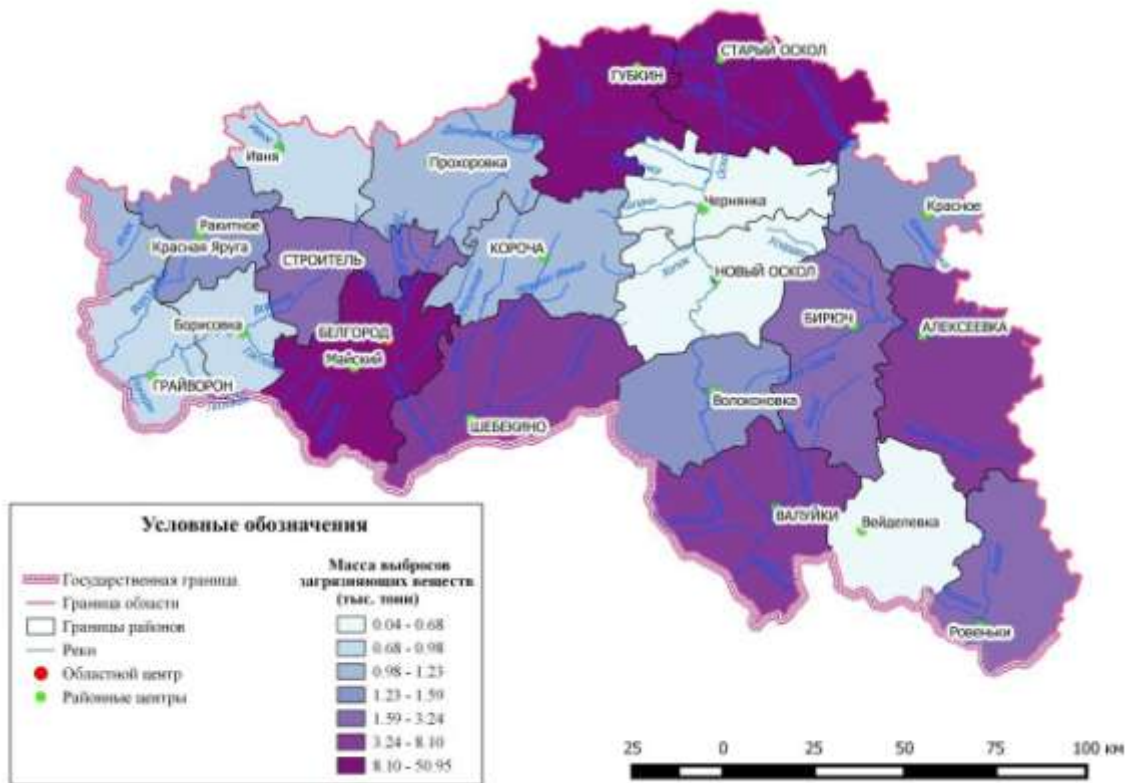 СТАРЫЙ ОСКОЛ
ГУБКИН
Ивня
Прохоровка
Чернянка
Красное
Ракитное
Красная Яруга
СТРОИТЕЛЬ
КОРОЧА
НОВЫЙ ОСКОЛ
Борисовка
БЕЛГОРОД
БИРЮЧ
АЛЕКСЕЕВКА
Майский
ГРАЙВОРОН
Волоконовка
ШЕБЕКИНО
ВАЛУЙКИ
Вейделевка
Ровеньки
Условные обозначения
Государственная граница
Граница области
Границы районов
Реки
Областной центр
Районные центры
Масса выбросов
загрязняющих веществ
(тыс. тонн)
0.04 - 0.68
0.68 - 0.98
0.98 - 1.23
1.23 - 1.59
1.59 - 3.24
3.24 - 8.10
8.10 - 50.95
25 0 25 50 75 100 км